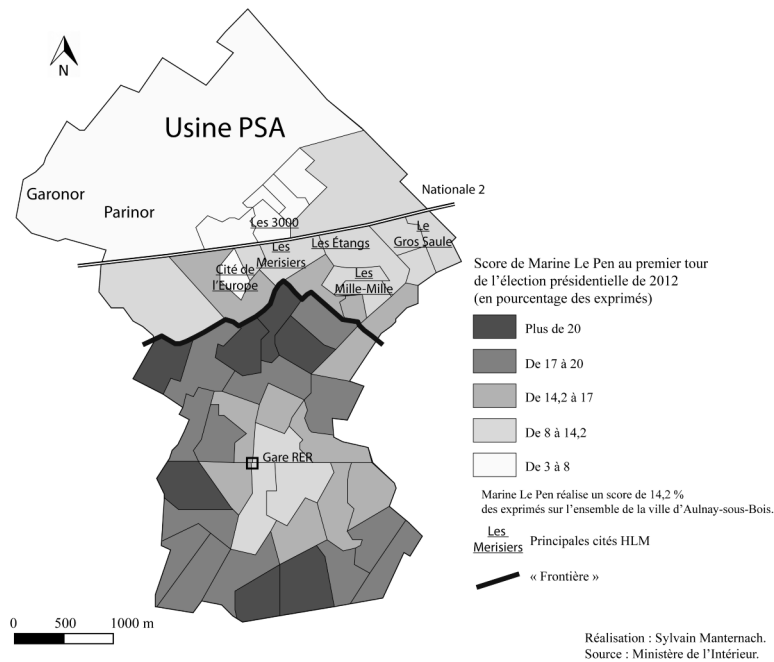 N
Usine PSA
Garonor
Parinor
Nationale 2
Les 3000
Le
Gros Saule
Les
Merisiers
Les Étangs
Cité de
l'Europe
Les
Mille-Mille
Gare RER
Score de Marine Le Pen au premier tour
de l'élection présidentielle de 2012
(en pourcentage des exprimés)
Plus de 20
De 17 à 20
De 14,2 à 17
De 8 à 14,2
De 3 à 8
Marine Le Pen réalise un score de 14,2 %
des exprimés sur l'ensemble de la ville d'Aulnay-sous-Bois.
Les
Merisiers
Principales cités HLM
« Frontière »
0 500 1000 m
Réalisation : Sylvain Manternach.
Source : Ministère de l'Intérieur.